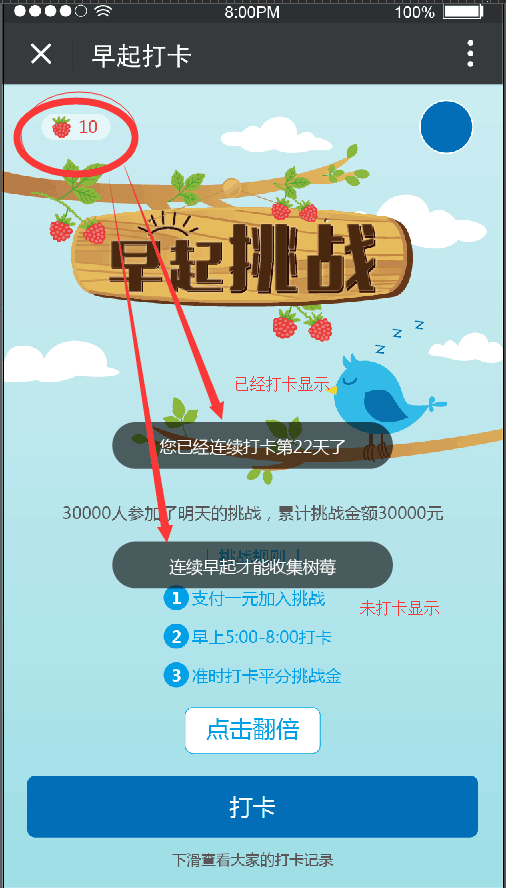 8:00PM
100%
早起打卡
10
早起挑战
z z z
已经打卡显示
您已经连续打卡第22天了
30000人参加了明天的挑战，累计挑战金额30000元
挑战规则
连续早起才能收集树莓
1 支付一元加入挑战
未打卡显示
2 早上5:00-8:00打卡
3 准时打卡平分挑战金
点击翻倍
打卡
下滑查看大家的打卡记录